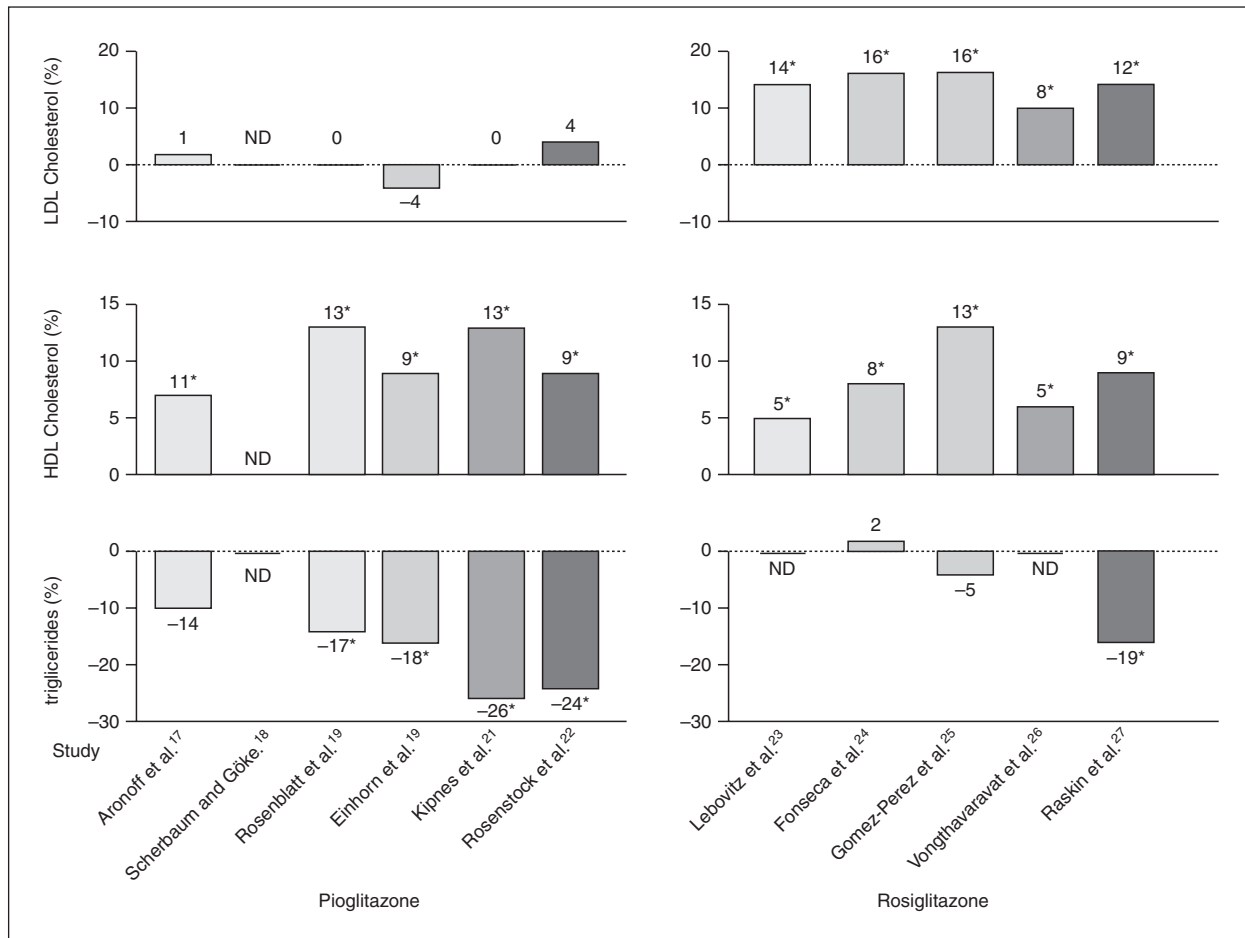 LDL Cholesterol (%)
20
10
0
–10
1
ND
0
–4
0
4
20
10
0
–10
14*
16*
16*
8*
12*
HDL Cholesterol (%)
15
10
5
0
11*
ND
13*
9*
13*
9*
15
10
5
0
5*
8*
13*
5*
9*
triglicerides (%)
0
–10
–20
–30
–14
ND
–17*
–18*
–26*
–24*
0
–10
–20
–30
ND
2
–5
ND
–19*
Study
Aronoff et al.17
Scherbaum and Göke.18
Rosenblatt et al.19
Einhorn et al.19
Kipnes et al.21
Rosenstock et al.22
Lebovitz et al.23
Fonseca et al.24
Gomez-Perez et al.25
Vongthavaravat et al.26
Raskin et al.27
Pioglitazone
Rosiglitazone